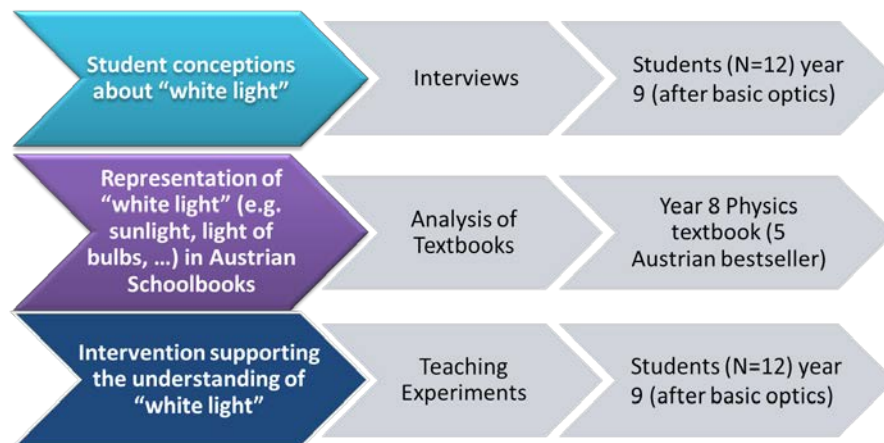 Student conceptions
about “white light”
Interviews
Students (N=12) year
9 (after basic optics)
Representation of
“white light” (e.g.
sunlight, light of
bulbs, ...) in Austrian
Schoolbooks
Analysis of
Textbooks
Year 8 Physics
textbook (5
Austrian bestseller)
Intervention supporting
the understanding of
“white light”
Teaching
Experiments
Students (N=12) year
9 (after basic optics)